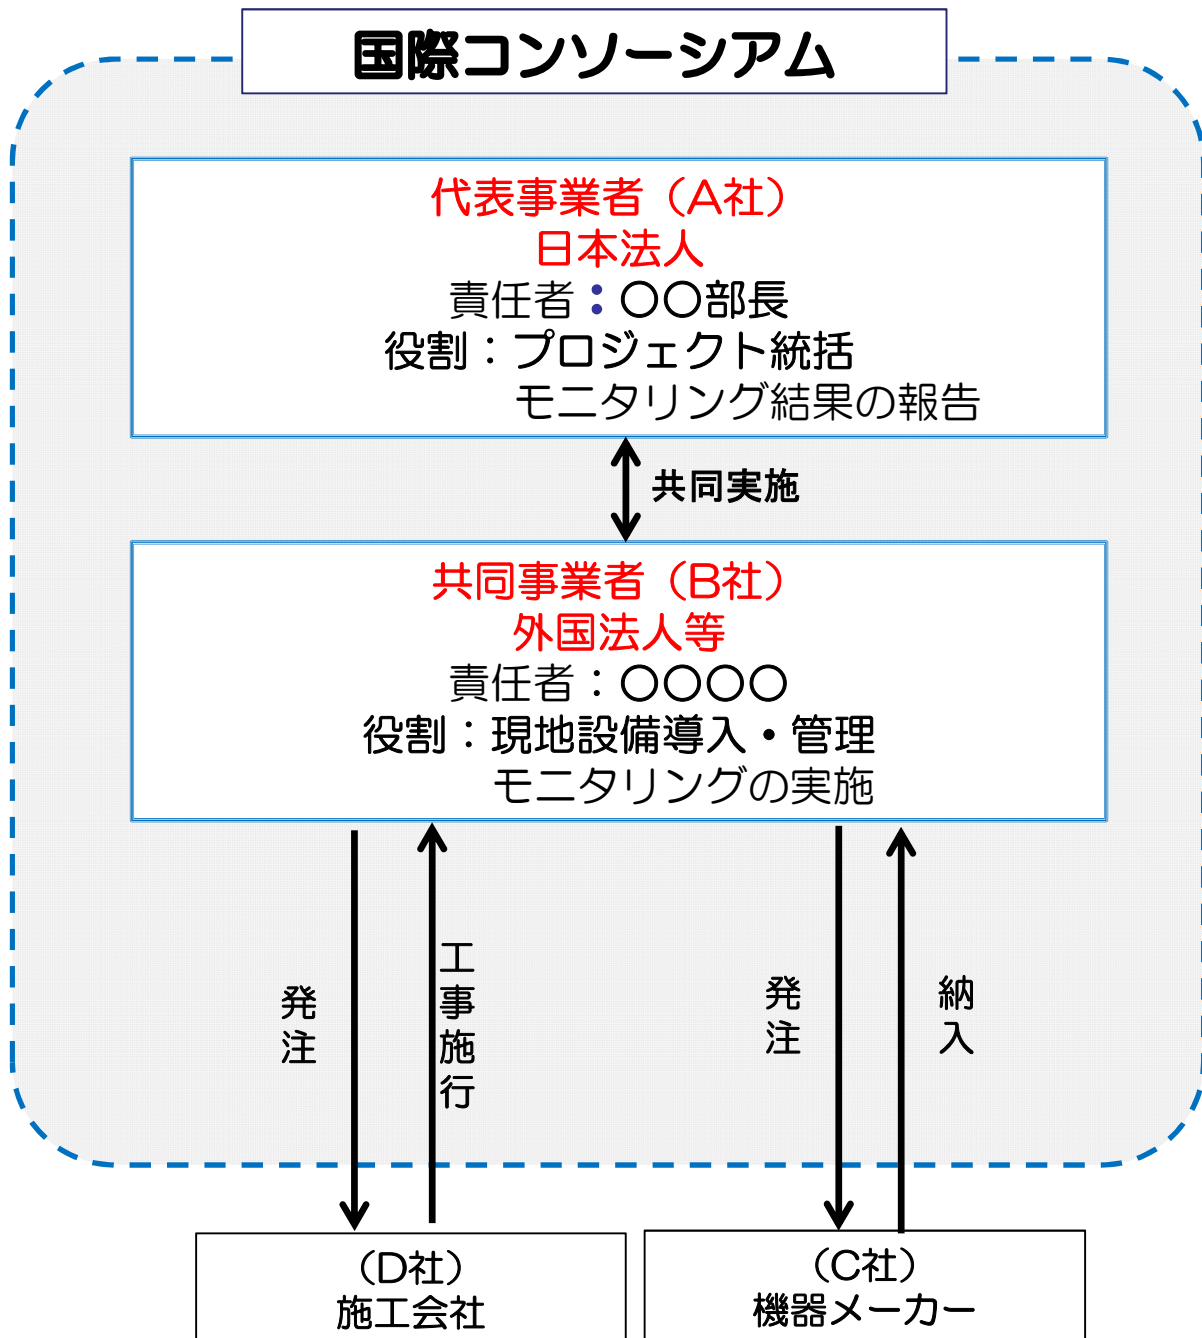 国際コンソーシアム
代表事業者（A社）
日本法人
責任者：〇〇部長
役割：プロジェクト統括
モニタリング結果の報告
共同実施
共同事業者（B社）
外国法人等
責任者：〇〇〇〇
役割：現地設備導入・管理
モニタリングの実施
発注
工事施行
発注
納入
（D社）
施工会社
（C社）
機器メーカー